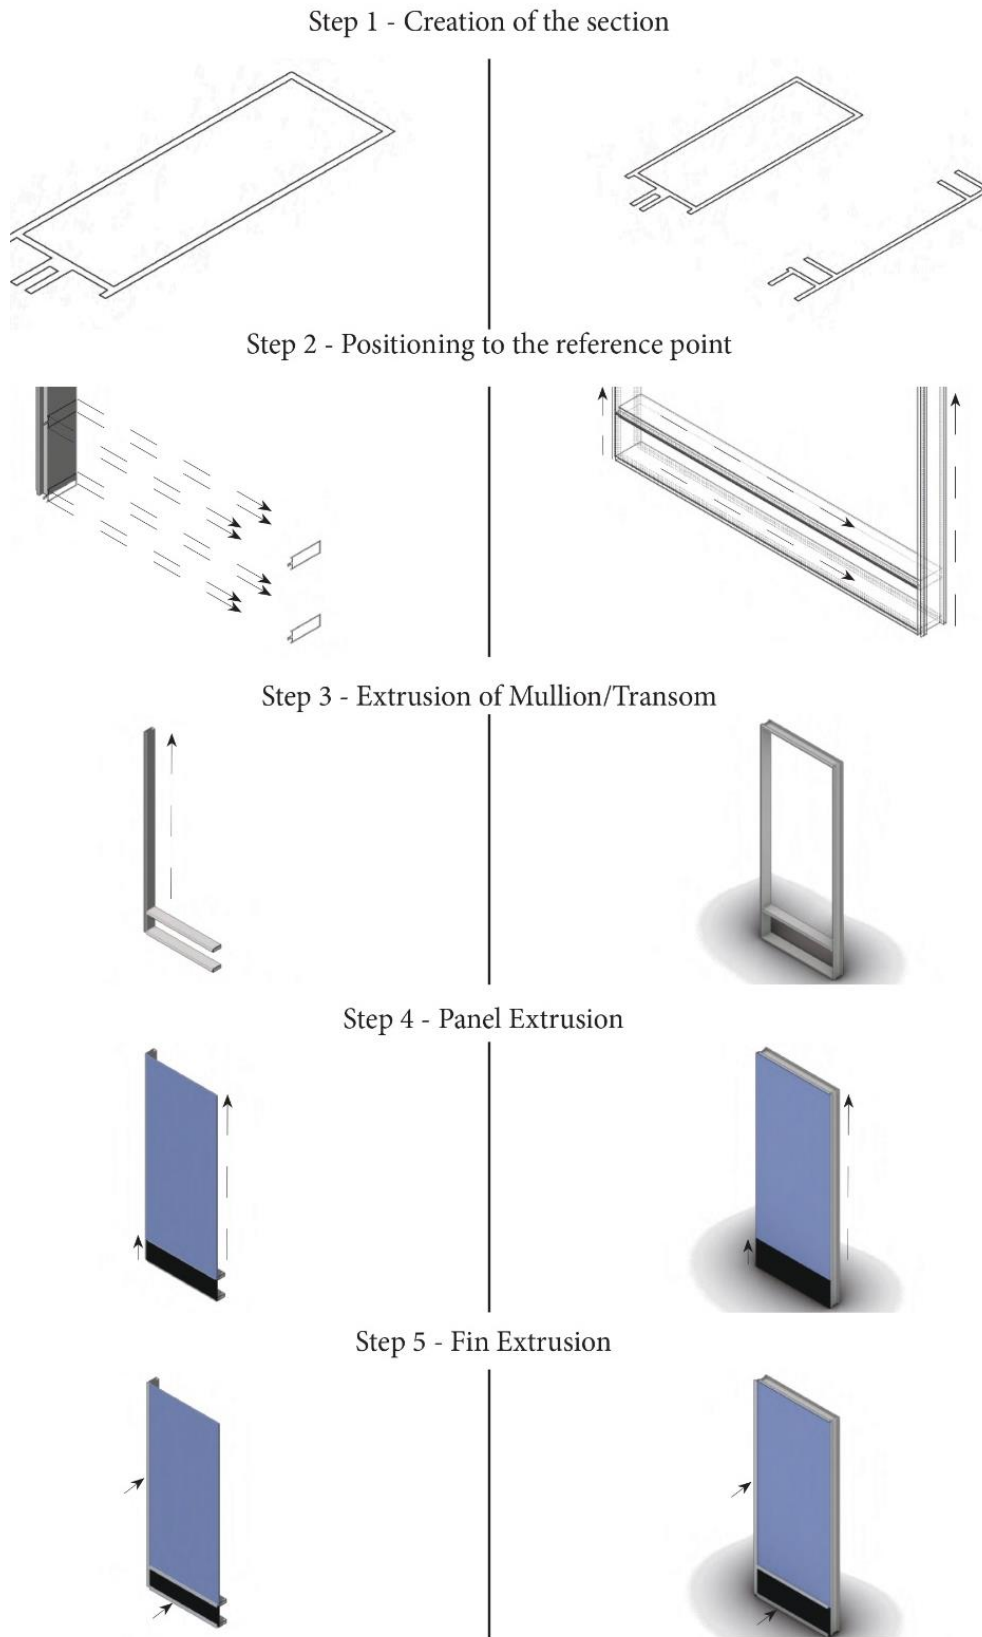 Step 1 - Creation of the section
Step 2 - Positioning to the reference point
Step 3 - Extrusion of Mullion/Transom
Step 4 - Panel Extrusion
Step 5 - Fin Extrusion